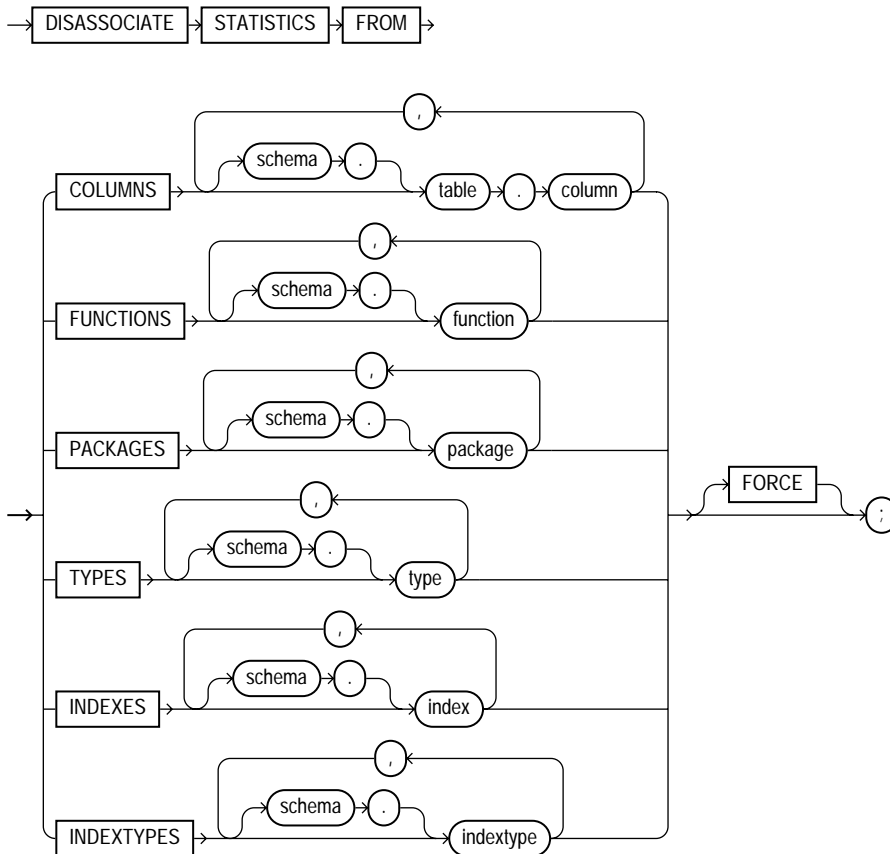 DISASSOCIATE STATISTICS FROM
,
schema .
COLUMNS table . column
,
schema .
FUNCTIONS function
,
schema .
PACKAGES package
FORCE
;
,
schema .
TYPES type
,
schema .
INDEXES index
,
schema .
INDEXTYPES indextype